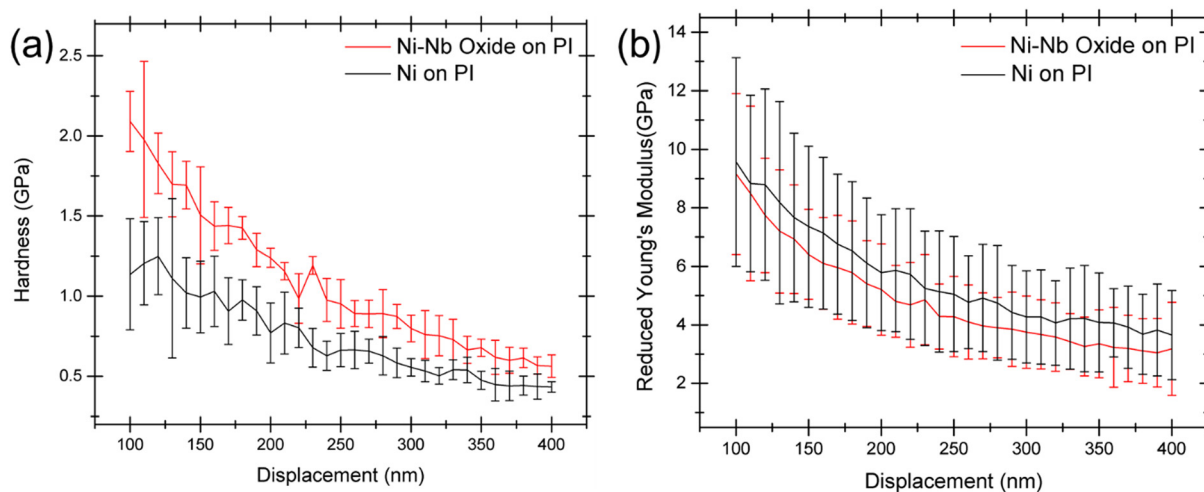 (a)
Ni-Nb Oxide on PI
Ni on PI
Hardness (GPa)
2.5
2.0
1.5
1.0
0.5
100 150 200 250 300 350 400
Displacement (nm)
(b)
Ni-Nb Oxide on PI
Ni on PI
Reduced Young's Modulus(GPa)
14
12
10
8
6
4
2
100 150 200 250 300 350 400
Displacement (nm)